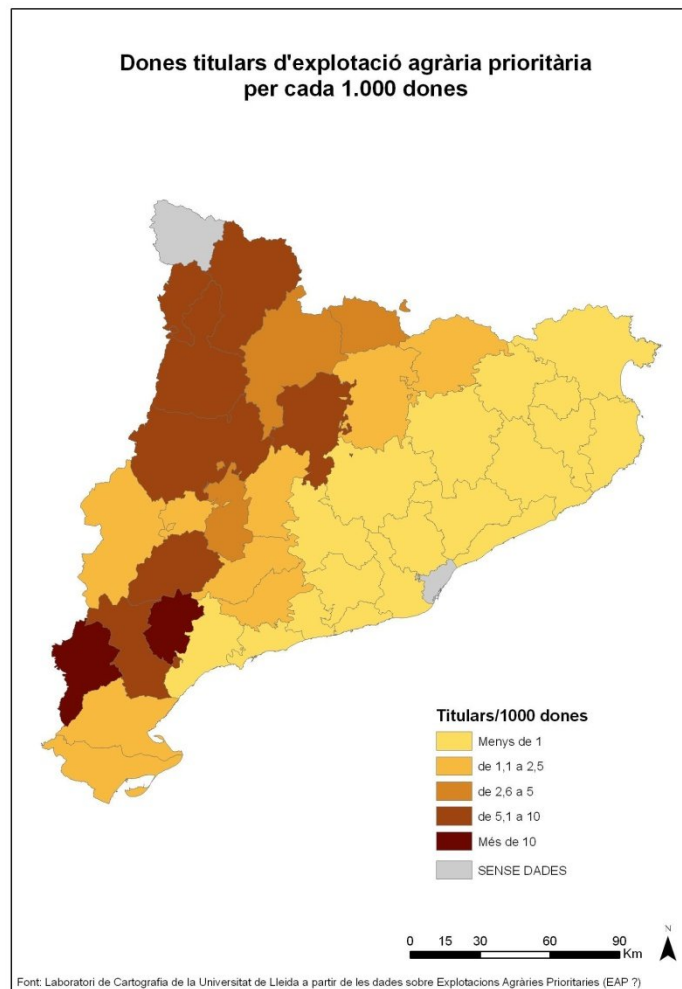 Dones titulars d'explotació agrària prioritària
per cada 1.000 dones
Titulars/1000 dones
Menys de 1
de 1,1 a 2,5
de 2,6 a 5
de 5,1 a 10
Més de 10
SENSE DADES
N
0 15 30 60 90
Km
Font: Laboratori de Cartografia de la Universitat de Lleida a partir de les dades sobre Explotacions Agràries Prioritaries (EAP ?)